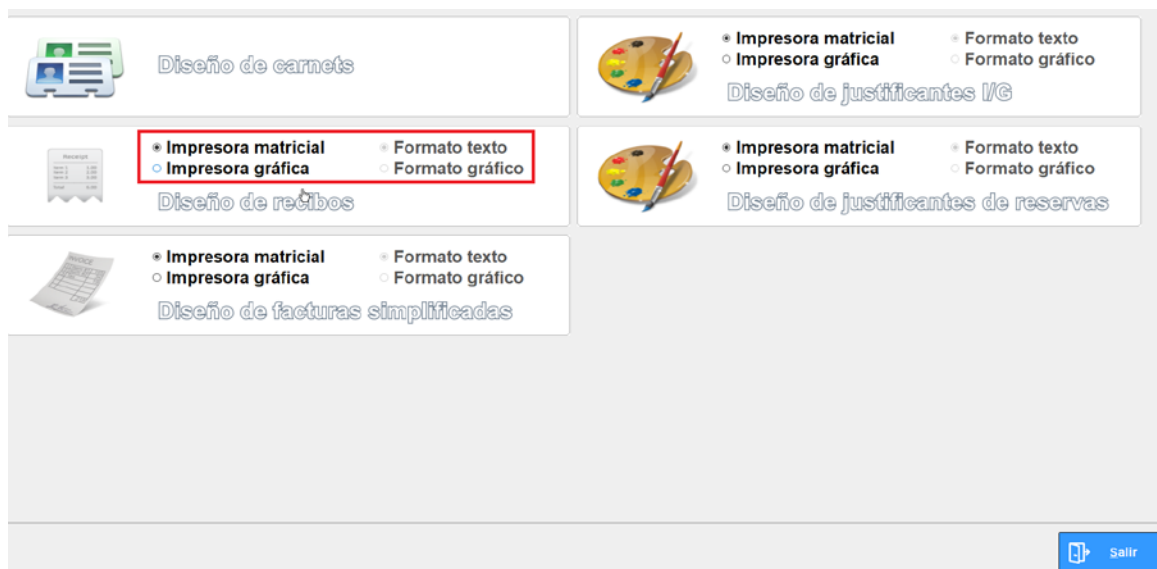 Diseño de carnets
Impresora matricial
Formato texto
Impresora gráfica
Formato gráfico
Diseño de justificantes I/G
Receipt
Impresora matricial
Formato texto
Impresora gráfica
Formato gráfico
Diseño de recibos
Impresora matricial
Formato texto
Impresora gráfica
Formato gráfico
Diseño de justificantes de reservas
INVOICE
Impresora matricial
Formato texto
Impresora gráfica
Formato gráfico
Diseño de facturas simplificadas
Salir